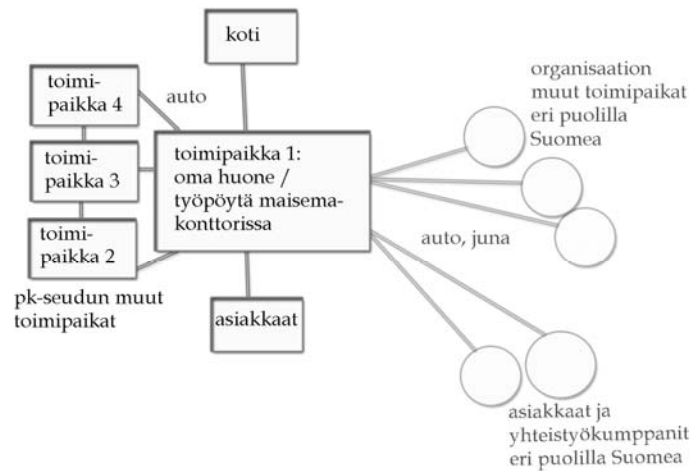 koti
toimi-
paikka 4
auto
organisaation
muut toimipaikat
eri puolilla
Suomea
toimi-
paikka 3
toimipaikka 1:
oma huone /
työpöytä maisema-
konttorissa
toimi-
paikka 2
auto, juna
pk-seudun muut
toimipaikat
asiakkaat
asiakkaat ja
yhteistyökumppanit
eri puolilla Suomea